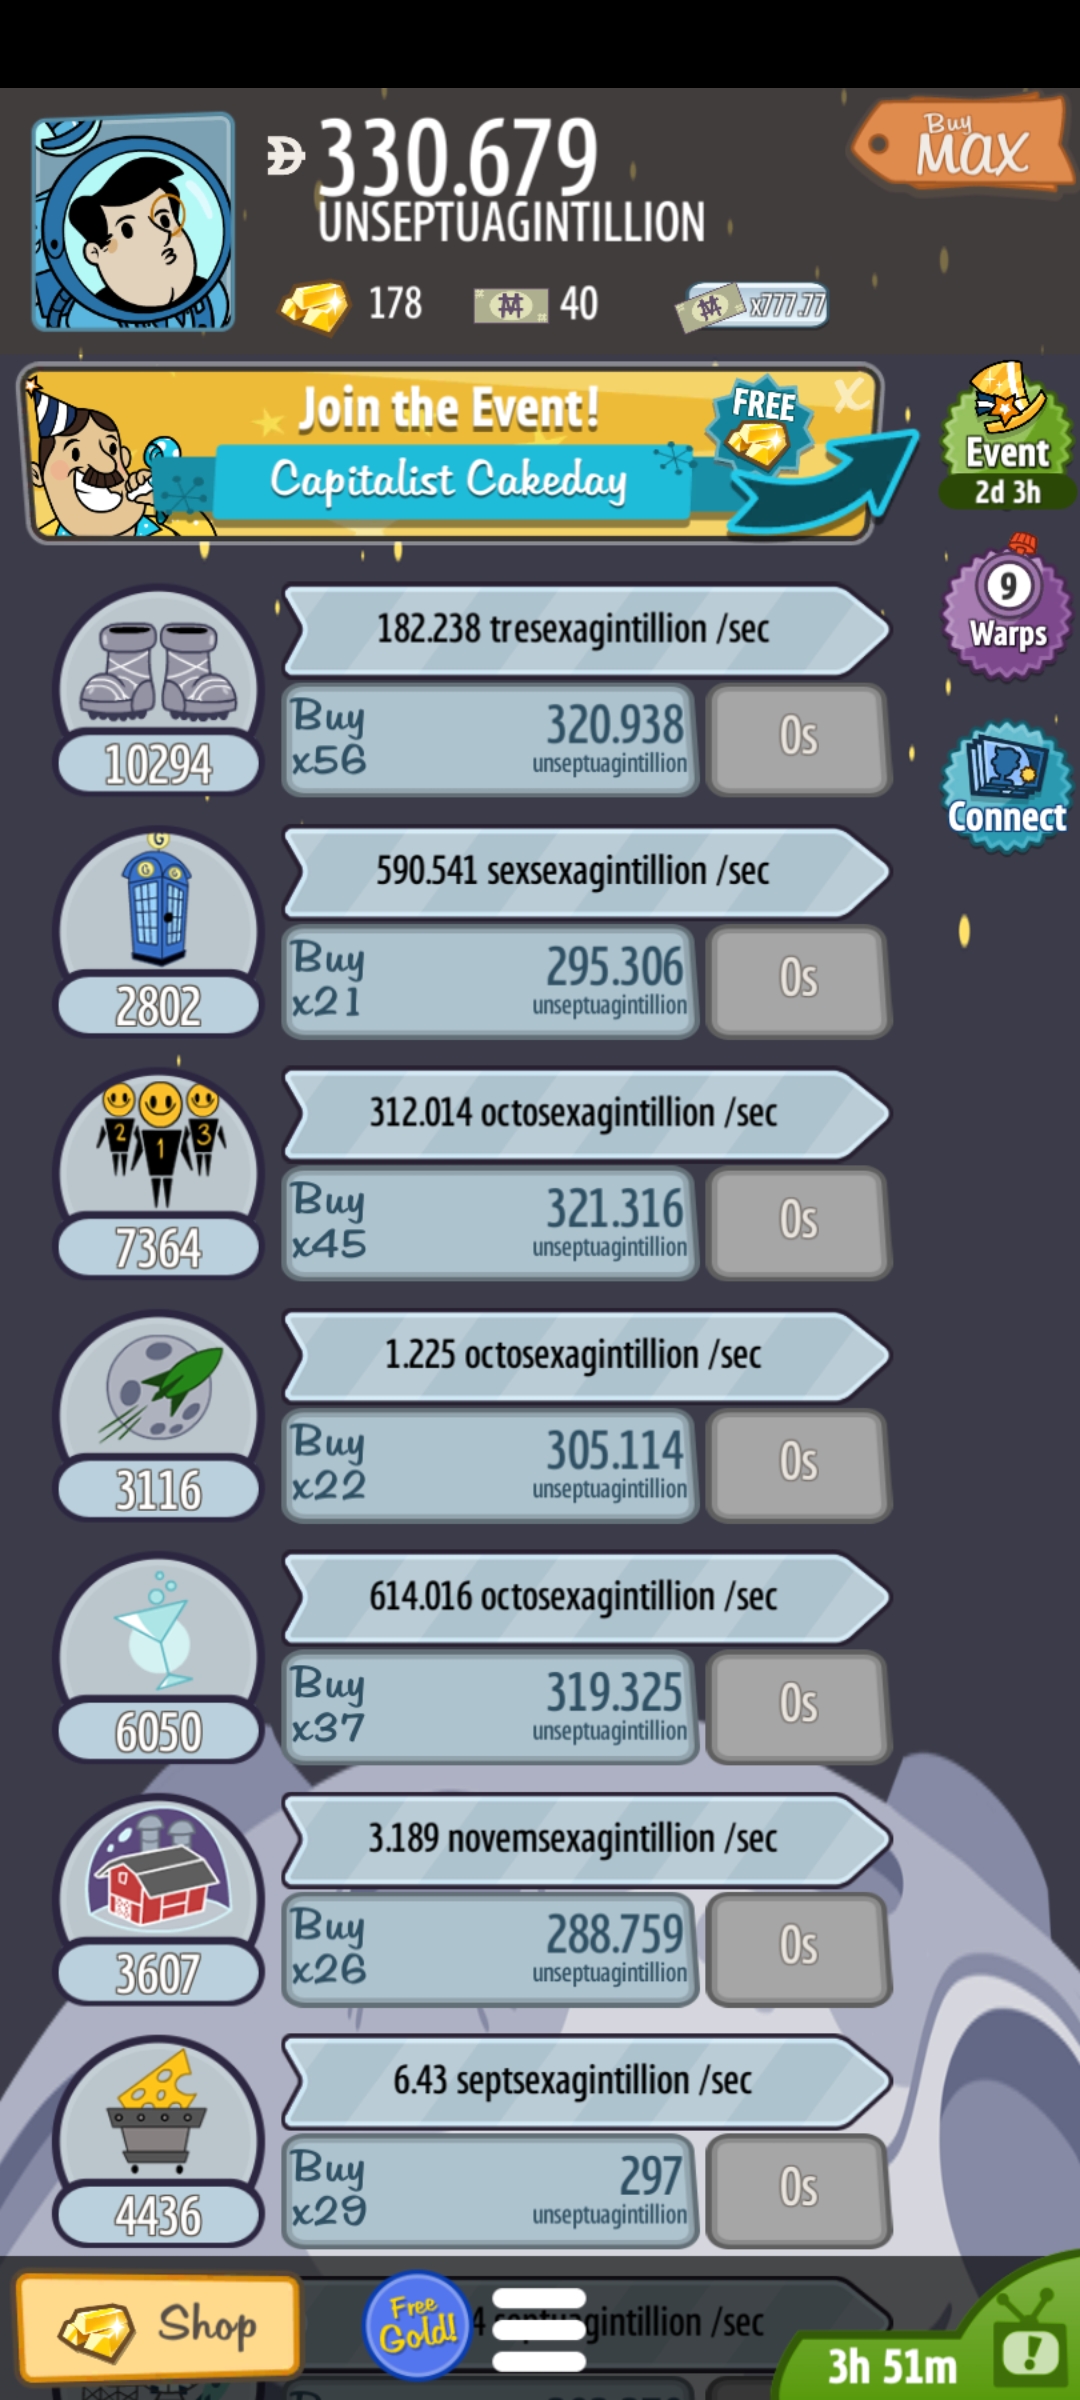 330.679
UNSEPTUAGINTILLION
Buy
MAX
178
40
x777.77
Join the Event!
Capitalist Cakeday
FREE
X
Event
2d 3h
9
Warps
Connect
182.238 tresexagintillion /sec
10294
Buy
x56
320.938
unseptuagintillion
0s
G
G G
590.541 sexsexagintillion /sec
2802
Buy
x21
295.306
unseptuagintillion
0s
2 1 3
312.014 octosexagintillion /sec
7364
Buy
x45
321.316
unseptuagintillion
0s
1.225 octosexagintillion /sec
3116
Buy
x22
305.114
unseptuagintillion
0s
614.016 octosexagintillion /sec
6050
Buy
x37
319.325
unseptuagintillion
0s
3.189 novemsexagintillion /sec
3607
Buy
x26
288.759
unseptuagintillion
0s
6.43 septsexagintillion /sec
4436
Buy
x29
297
unseptuagintillion
0s
Shop
Free
Gold!
/sec
3h 51m
!